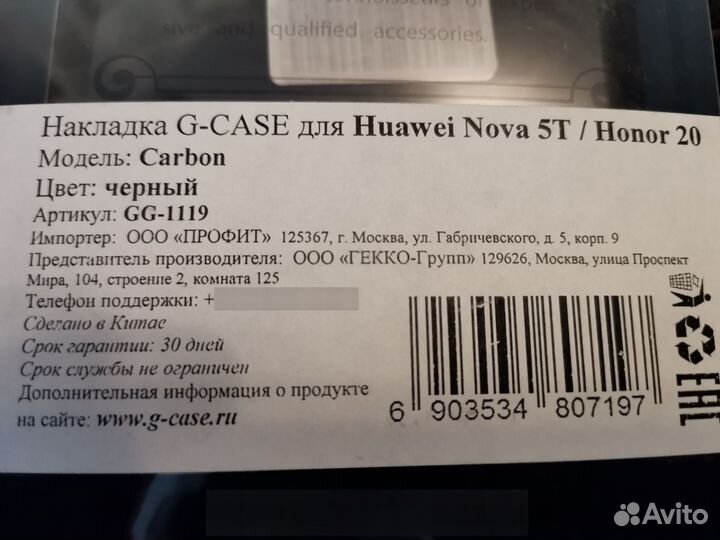 connoisseurs of
sive and qualified accessories.
Накладка G-CASE для Huawei Nova 5T / Honor 20
Модель: Carbon
Цвет: черный
Артикул: GG-1119
Импортер: ООО «ПРОФИТ» 125367, г. Москва, ул. Габричевского, д. 5, корп. 9
Представитель производителя: ООО «ГЕККО-Групп» 129626, Москва, улица Проспект
Мира, 104, строение 2, комната 125
Телефон поддержки: +
Сделано в Китае
Срок гарантии: 30 дней
Срок службы не ограничен
Дополнительная информация о продукте
на сайте: www.g-case.ru
6 903534 807197
EAC
Avito